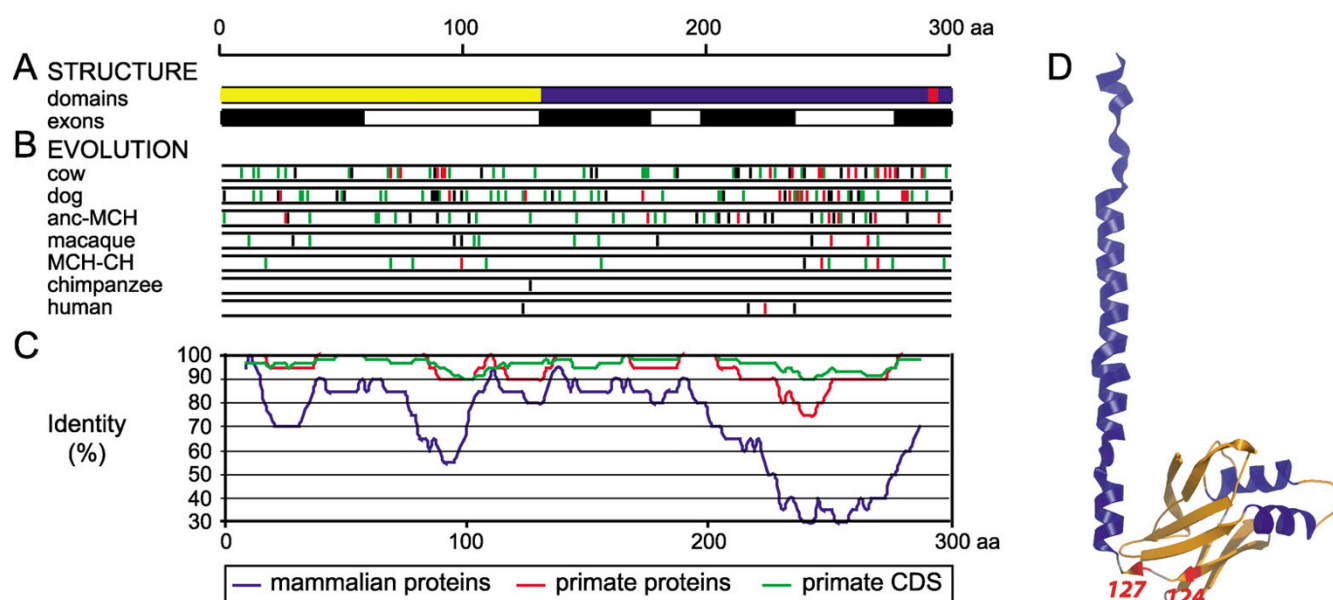 0 100 200 300 aa
A STRUCTURE
domains
exons
B EVOLUTION
cow
dog
anc-MCH
macaque
MCH-CH
chimpanzee
human
C
100
90
80
70
60
50
40
30
Identity
(%)
0 100 200 300 aa
mammalian proteins primate proteins primate CDS
D
127 124